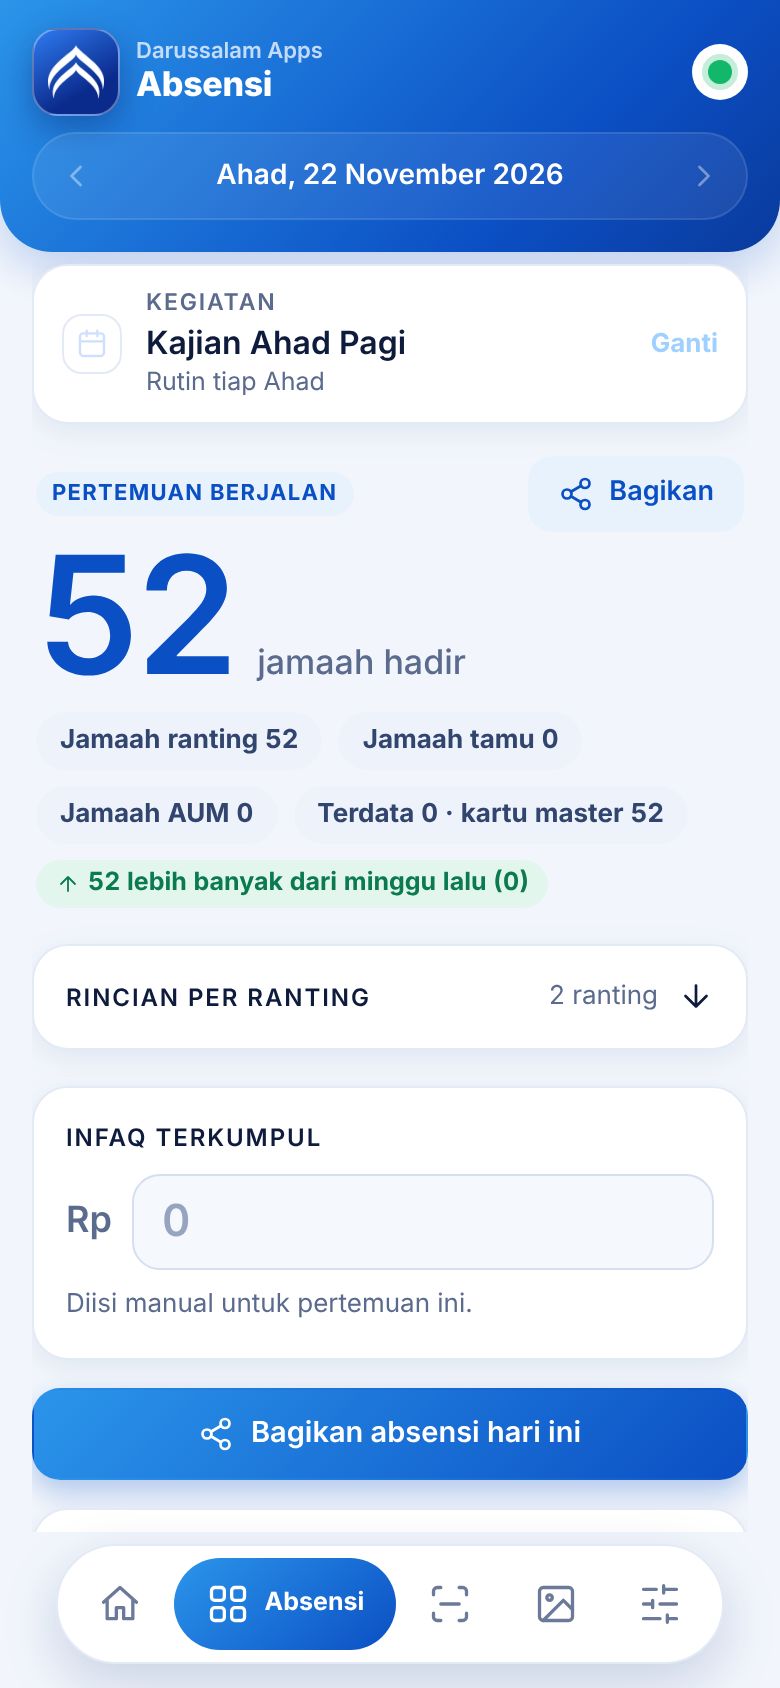 Darussalam Apps
Absensi
Ahad, 22 November 2026
KEGIATAN
Kajian Ahad Pagi
Rutin tiap Ahad
Ganti
PERTEMUAN BERJALAN
Bagikan
52 jamaah hadir
Jamaah ranting 52
Jamaah tamu 0
Jamaah AUM 0
Terdata 0 · kartu master 52
↑ 52 lebih banyak dari minggu lalu (0)
RINCIAN PER RANTING
2 ranting ↓
INFAQ TERKUMPUL
Rp 0
Diisi manual untuk pertemuan ini.
Bagikan absensi hari ini
Absensi